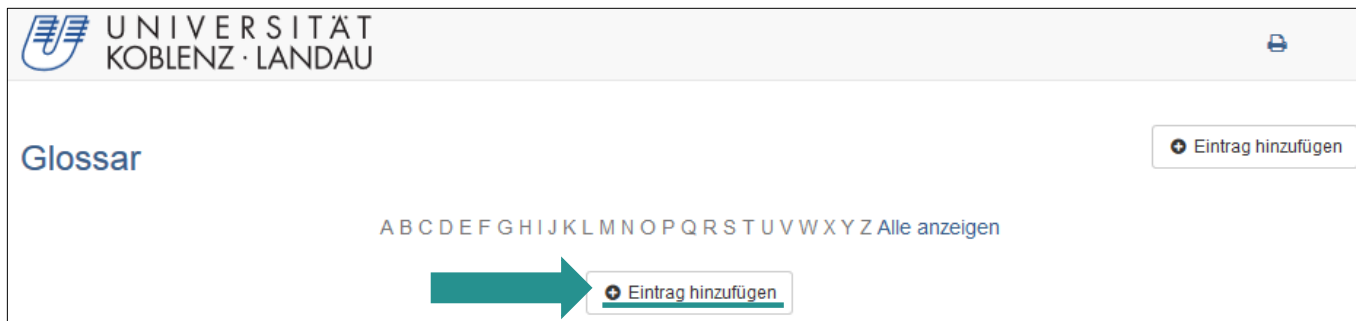 UNIVERSITÄT
KOBLENZ · LANDAU
Glossar
Eintrag hinzufügen
A B C D E F G H I J K L M N O P Q R S T U V W X Y Z Alle anzeigen
Eintrag hinzufügen